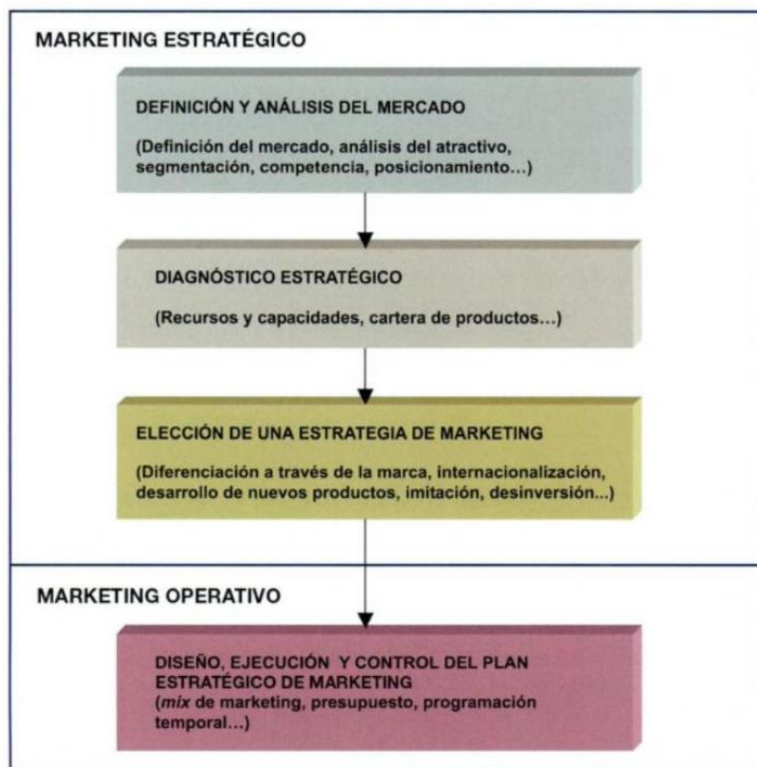 MARKETING ESTRATÉGICO
DEFINICIÓN Y ANÁLISIS DEL MERCADO
(Definición del mercado, análisis del atractivo,
segmentación, competencia, posicionamiento…)
DIAGNÓSTICO ESTRATÉGICO
(Recursos y capacidades, cartera de productos…)
ELECCIÓN DE UNA ESTRATEGIA DE MARKETING
(Diferenciación a través de la marca, internacionalización,
desarrollo de nuevos productos, imitación, desinversión...)
MARKETING OPERATIVO
DISEÑO, EJECUCIÓN Y CONTROL DEL PLAN
ESTRATÉGICO DE MARKETING
(mix de marketing, presupuesto, programación
temporal…)